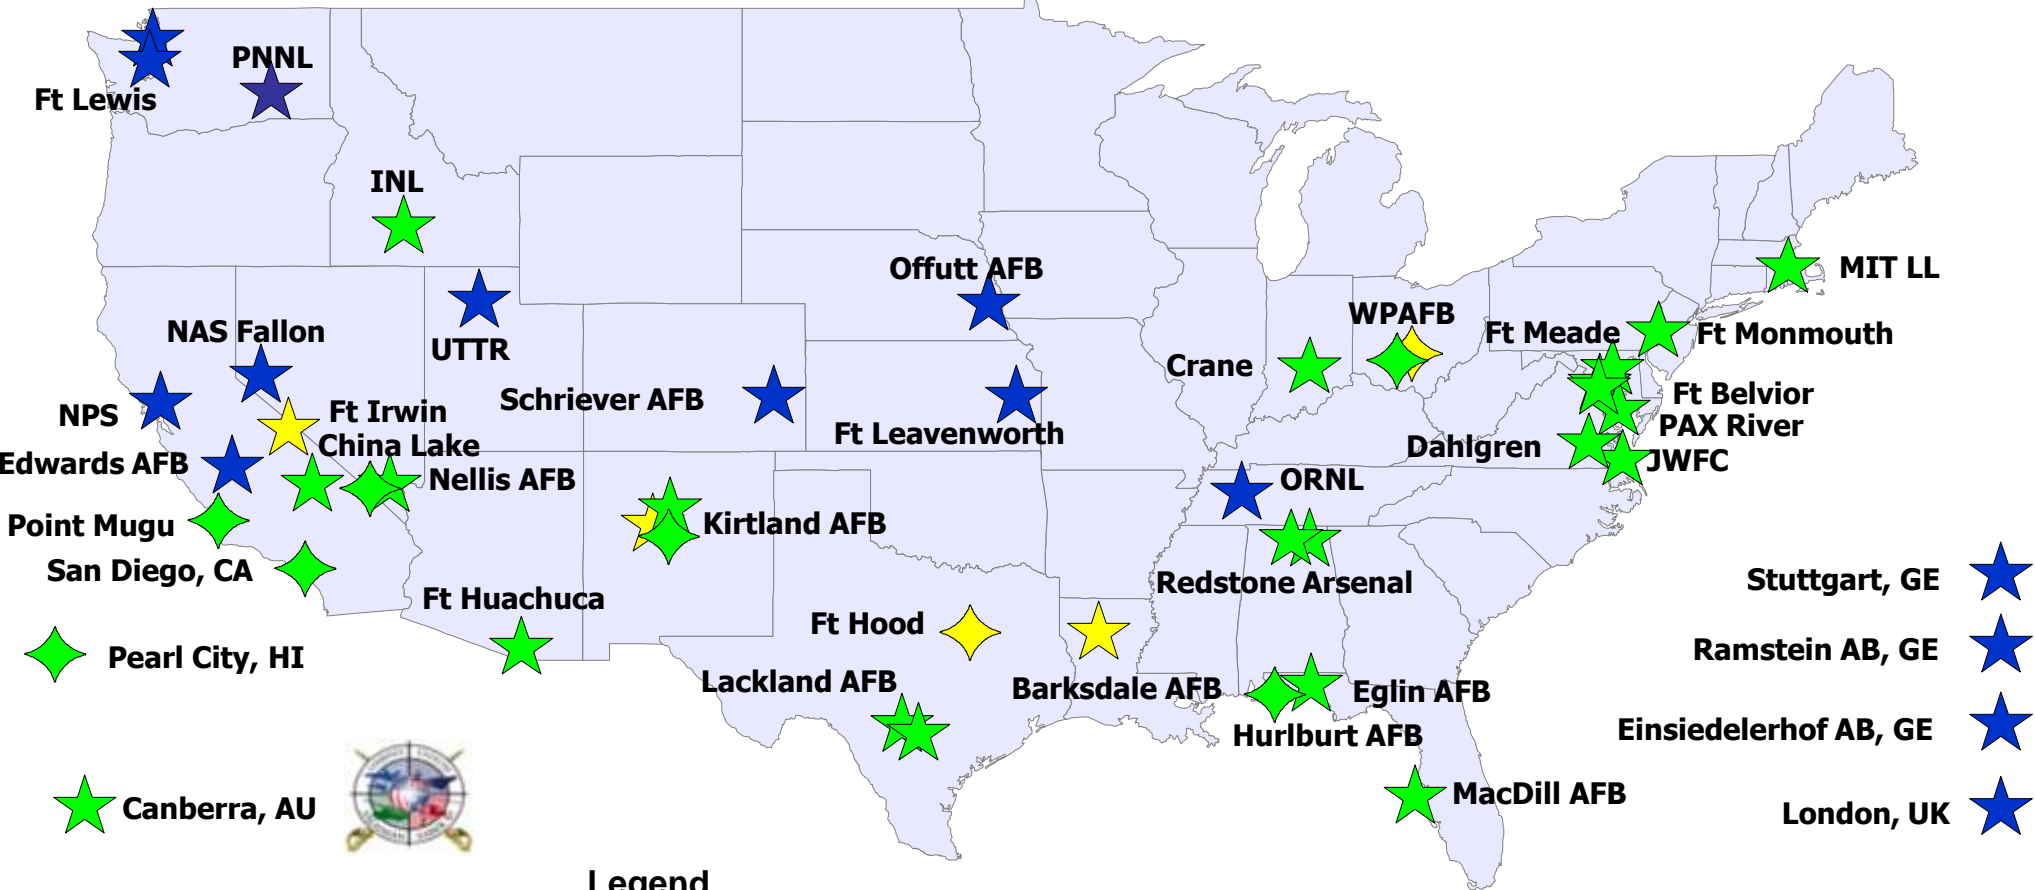 PNNL
Ft Lewis
INL
Offutt AFB
MIT LL
NAS Fallon
WPAFB
Ft Meade
Ft Monmouth
UTTR
Crane
Schriever AFB
Ft Belvior
NPS
Ft Irwin
PAX River
China Lake
Ft Leavenworth
Dahlgren
Edwards AFB
JWFC
Nellis AFB
ORNL
Point Mugu
Kirtland AFB
San Diego, CA
Redstone Arsenal
Stuttgart, GE
Ft Huachuca
Ft Hood
Pearl City, HI
Ramstein AB, GE
Lackland AFB
Barksdale AFB
Eglin AFB
Hurlburt AFB
Einsiedelerhof AB, GE
MacDill AFB
Canberra, AU
London, UK
Legend